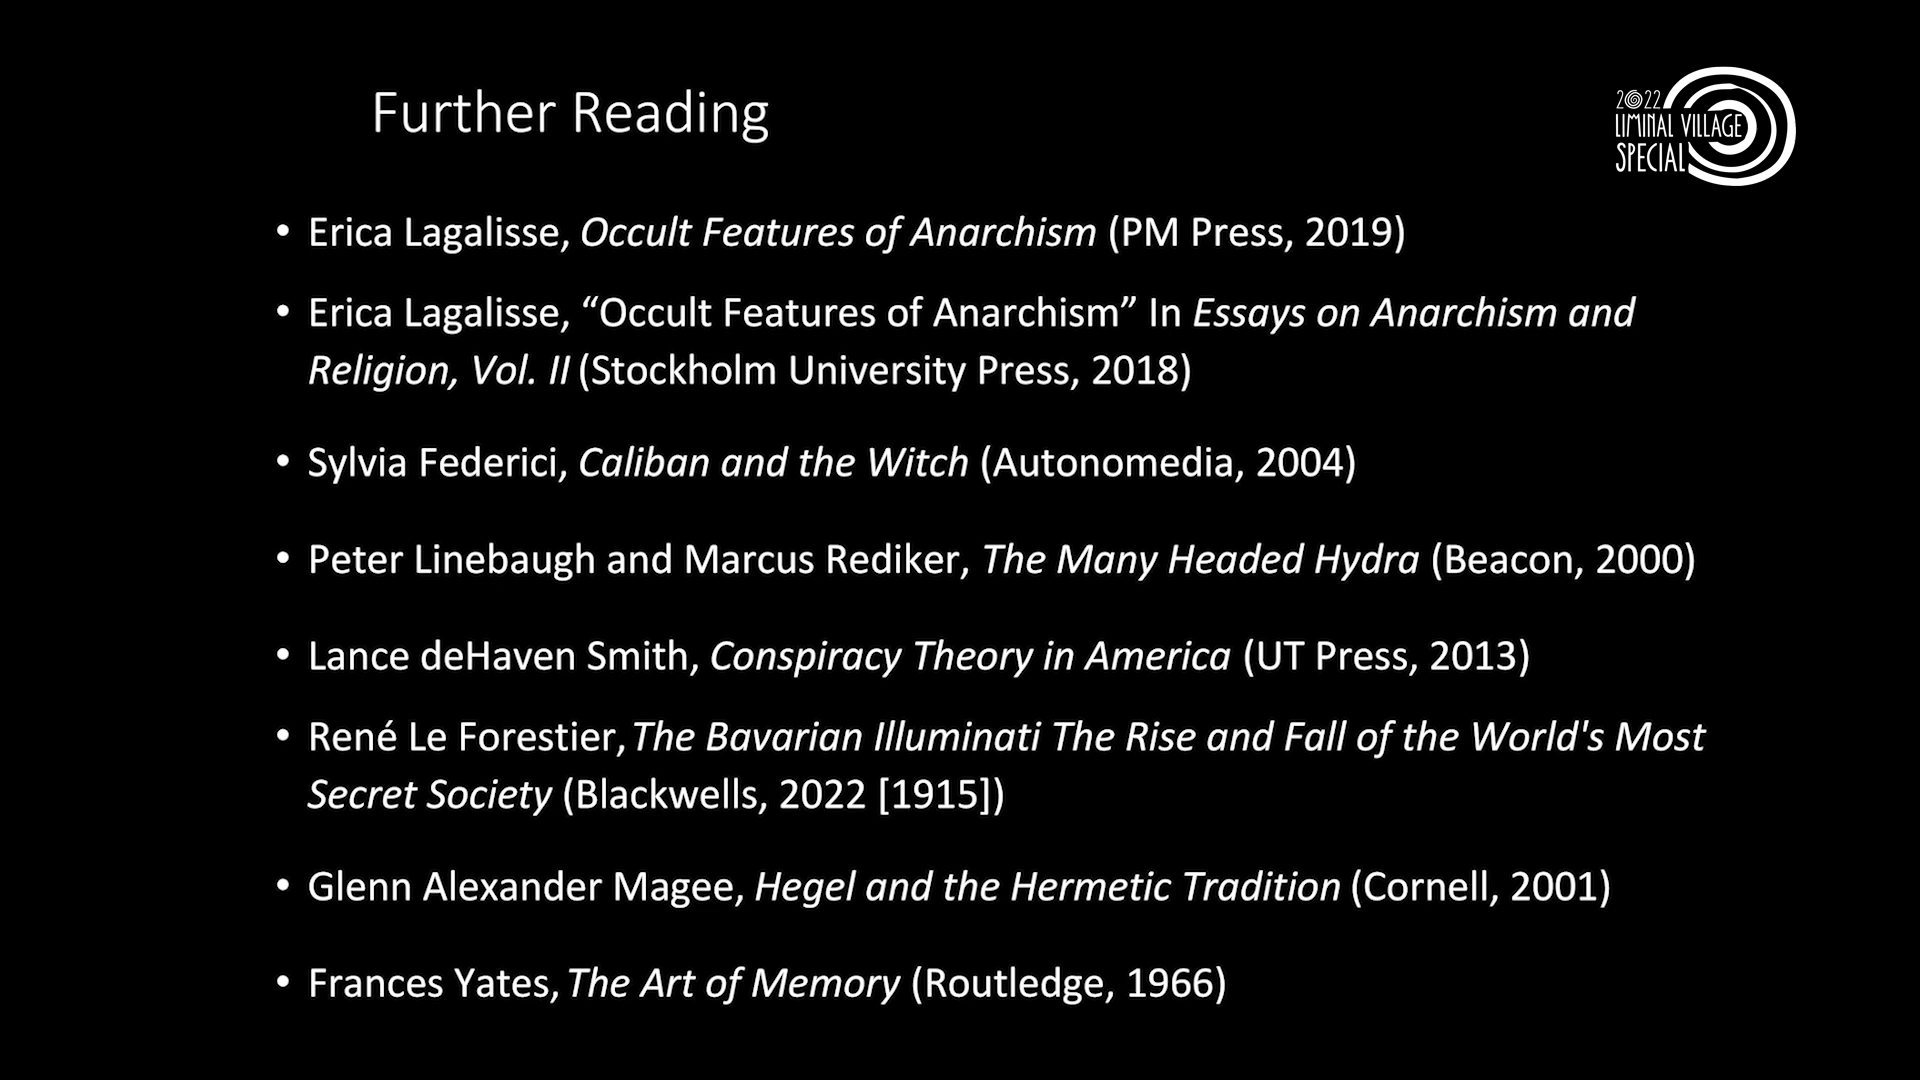 Further Reading
2022
LIMINAL VILLAGE
SPECIAL
• Erica Lagalisse, Occult Features of Anarchism (PM Press, 2019)
• Erica Lagalisse, “Occult Features of Anarchism” In Essays on Anarchism and
Religion, Vol. II (Stockholm University Press, 2018)
• Sylvia Federici, Caliban and the Witch (Autonomedia, 2004)
• Peter Linebaugh and Marcus Rediker, The Many Headed Hydra (Beacon, 2000)
• Lance deHaven Smith, Conspiracy Theory in America (UT Press, 2013)
• René Le Forestier, The Bavarian Illuminati The Rise and Fall of the World's Most
Secret Society (Blackwells, 2022 [1915])
• Glenn Alexander Magee, Hegel and the Hermetic Tradition (Cornell, 2001)
• Frances Yates, The Art of Memory (Routledge, 1966)